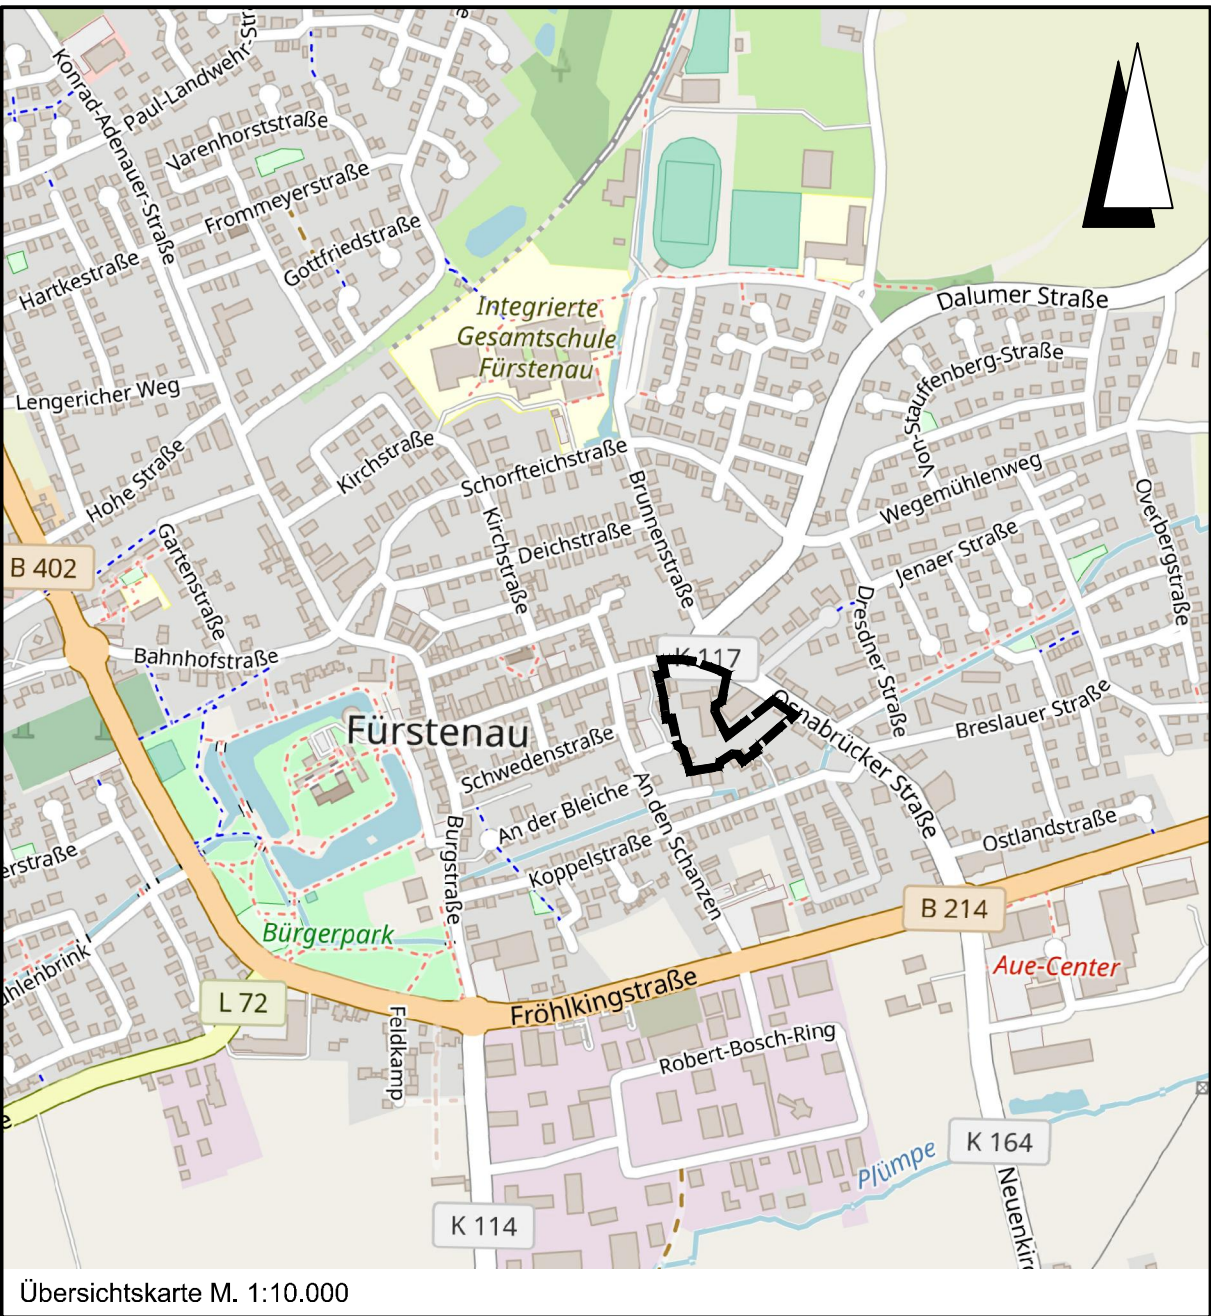 Konrad-Adenauer-Straße
Paul-Landwehr-Str
Varenhorststraße
Frommeyerstraße
Gottfriedstraße
Hartkestraße
Lengericher Weg
Hohe Straße
Integrierte
Gesamtschule
Fürstenau
Dalumer Straße
Von-Stauffenberg-Straße
Kirchstraße
Schorfteichstraße
Kirchstraße
Deichstraße
Brunnenstraße
Wegemühlenweg
Overbergstraße
Jenaer Straße
Dresdner Straße
B 402
Gartenstraße
Bahnhofstraße
K 117
Osnabrücker Straße
Breslauer Straße
Fürstenau
Schwedenstraße
An der Bleiche
An den Schanzen
Koppelstraße
Burgstraße
Ostlandstraße
erstraße
B 214
Bürgerpark
Aue-Center
ühlenbrink
L 72
Fröhlkingstraße
Feldkamp
Robert-Bosch-Ring
e
K 164
Plümpe
Neuenkirc
K 114
Übersichtskarte M. 1:10.000